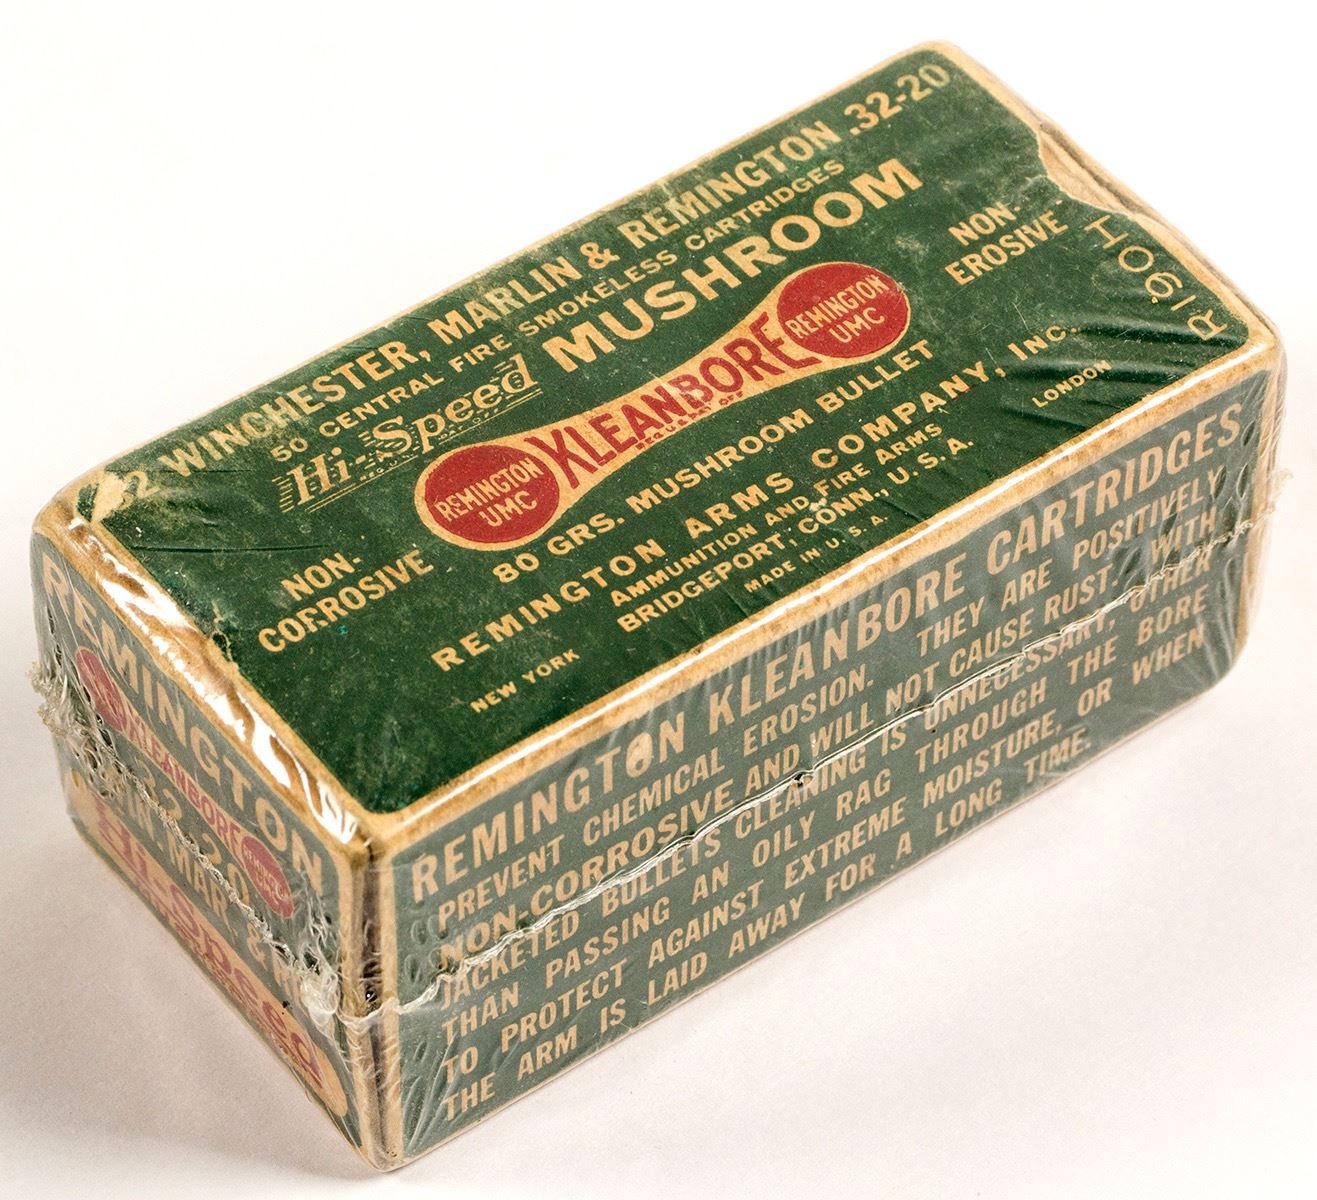 WINCHESTER, MARLIN & REMINGTON .32-20
50 CENTRAL FIRE SMOKELESS CARTRIDGES
Hi-Speed MUSHROOM
REMINGTON
UMC
KLEANBORE
REMINGTON
UMC
NON-
CORROSIVE
NON-
EROSIVE
80 GRS. MUSHROOM BULLET
REMINGTON ARMS COMPANY, INC.
AMMUNITION AND FIRE ARMS
BRIDGEPORT, CONN., U.S.A.
MADE IN U.S.A.
NEW YORK
LONDON
R190H
REMINGTON KLEANBORE CARTRIDGES
PREVENT CHEMICAL EROSION. THEY ARE POSITIVELY
NON-CORROSIVE AND WILL NOT CAUSE RUST. WITH
JACKETED BULLETS CLEANING IS UNNECESSARY, OTHER
THAN PASSING AN OILY RAG THROUGH THE BORE
TO PROTECT AGAINST EXTREME MOISTURE, OR WHEN
THE ARM IS LAID AWAY FOR A LONG TIME.
REMINGTON
KLEANBORE
REMINGTON
32-20
WIN. MAR. &
Hi-Speed